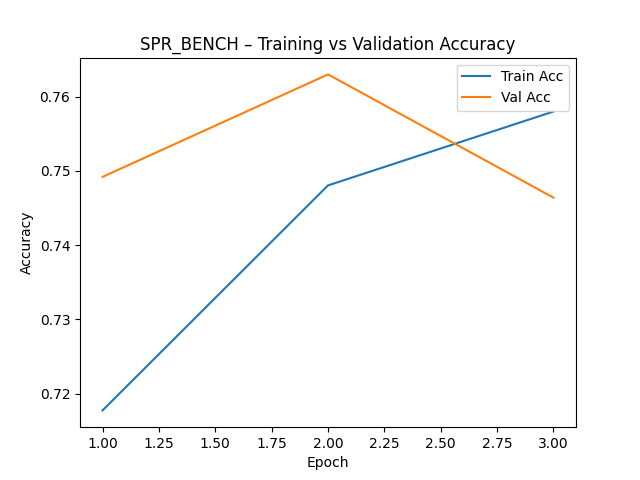 SPR_BENCH – Training vs Validation Accuracy
Train Acc
Val Acc
0.76
0.75
0.74
0.73
0.72
Accuracy
1.00 1.25 1.50 1.75 2.00 2.25 2.50 2.75 3.00
Epoch